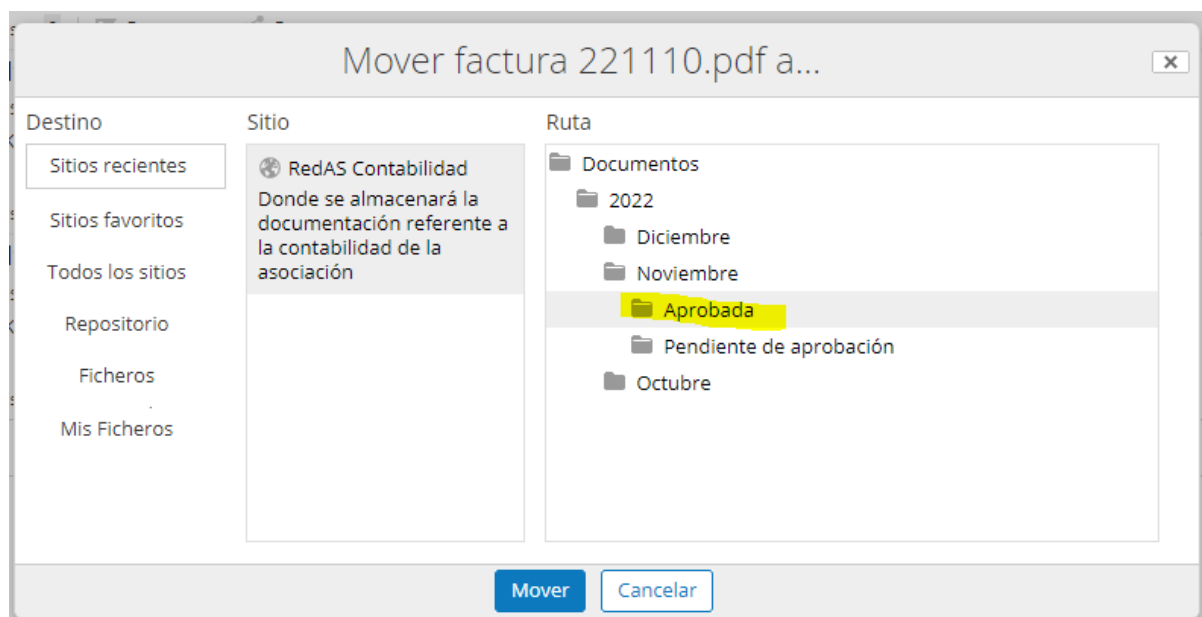 Mover factura 221110.pdf a...
Destino
Sitios recientes
Sitios favoritos
Todos los sitios
Repositorio
Ficheros
Mis Ficheros
Sitio
RedAS Contabilidad
Donde se almacenará la
documentación referente a
la contabilidad de la
asociación
Ruta
Documentos
2022
Diciembre
Noviembre
Aprobada
Pendiente de aprobación
Octubre
Mover
Cancelar